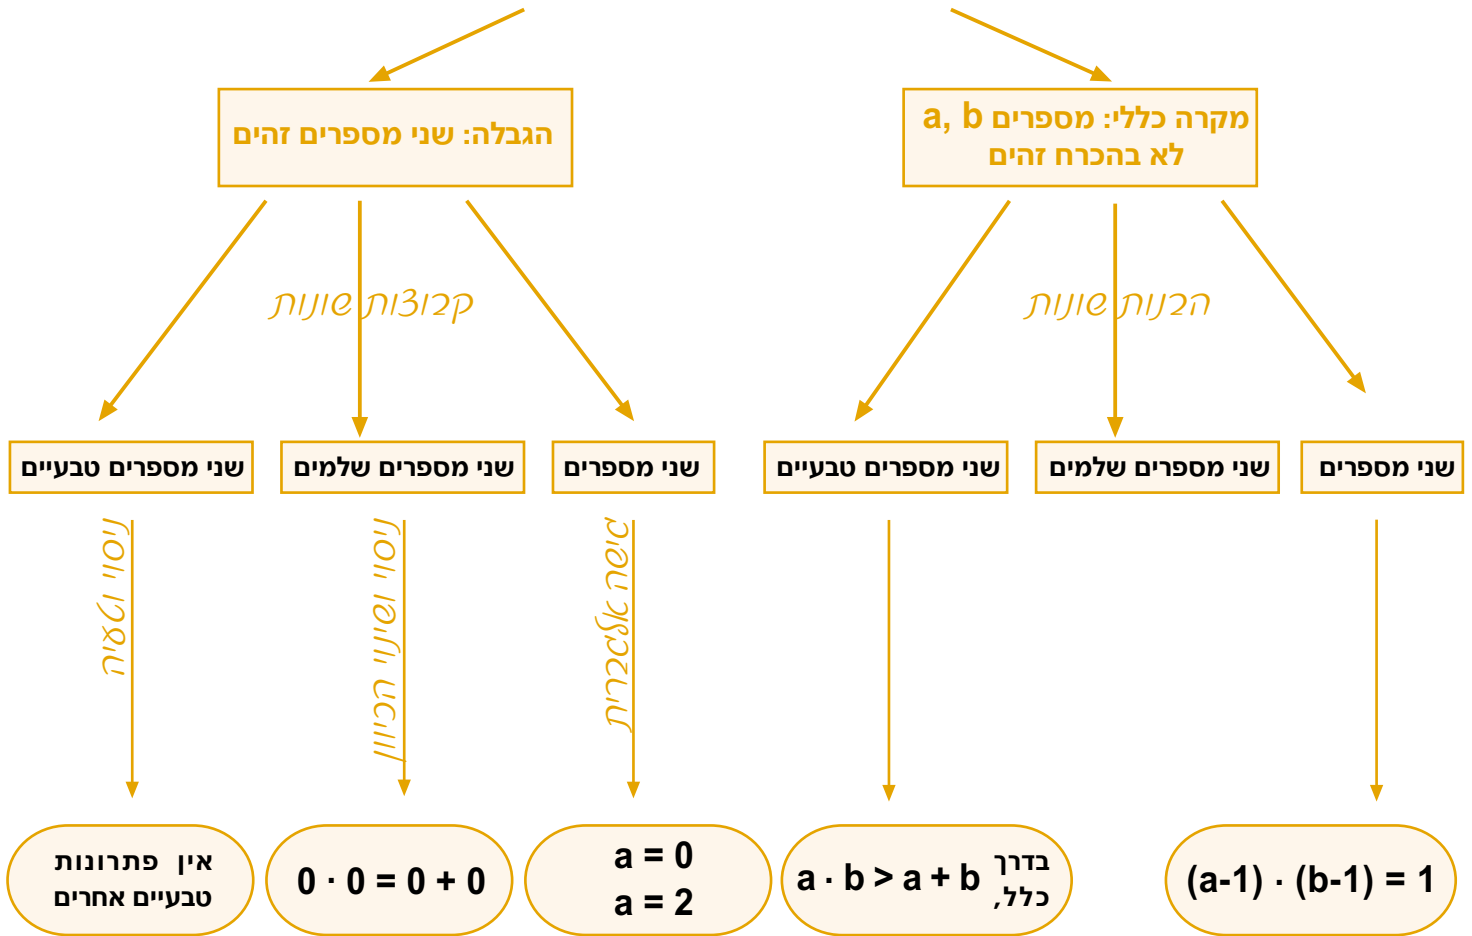 מקרה כללי: מספרים a, b
לא בהכרח זהים
הגבלה: שני מספרים זהים
הבנות שונות
קבוצות שונות
שני מספרים
שני מספרים שלמים
שני מספרים טבעיים
שני מספרים
שני מספרים שלמים
שני מספרים טבעיים
גישה אלגברית
ניסוי ושינוי הכיוון
ניסוי וטעיה
(a-1) · (b-1) = 1
בדרך
כלל,
a · b > a + b
a = 0
a = 2
0 · 0 = 0 + 0
אין פתרונות
טבעיים אחרים